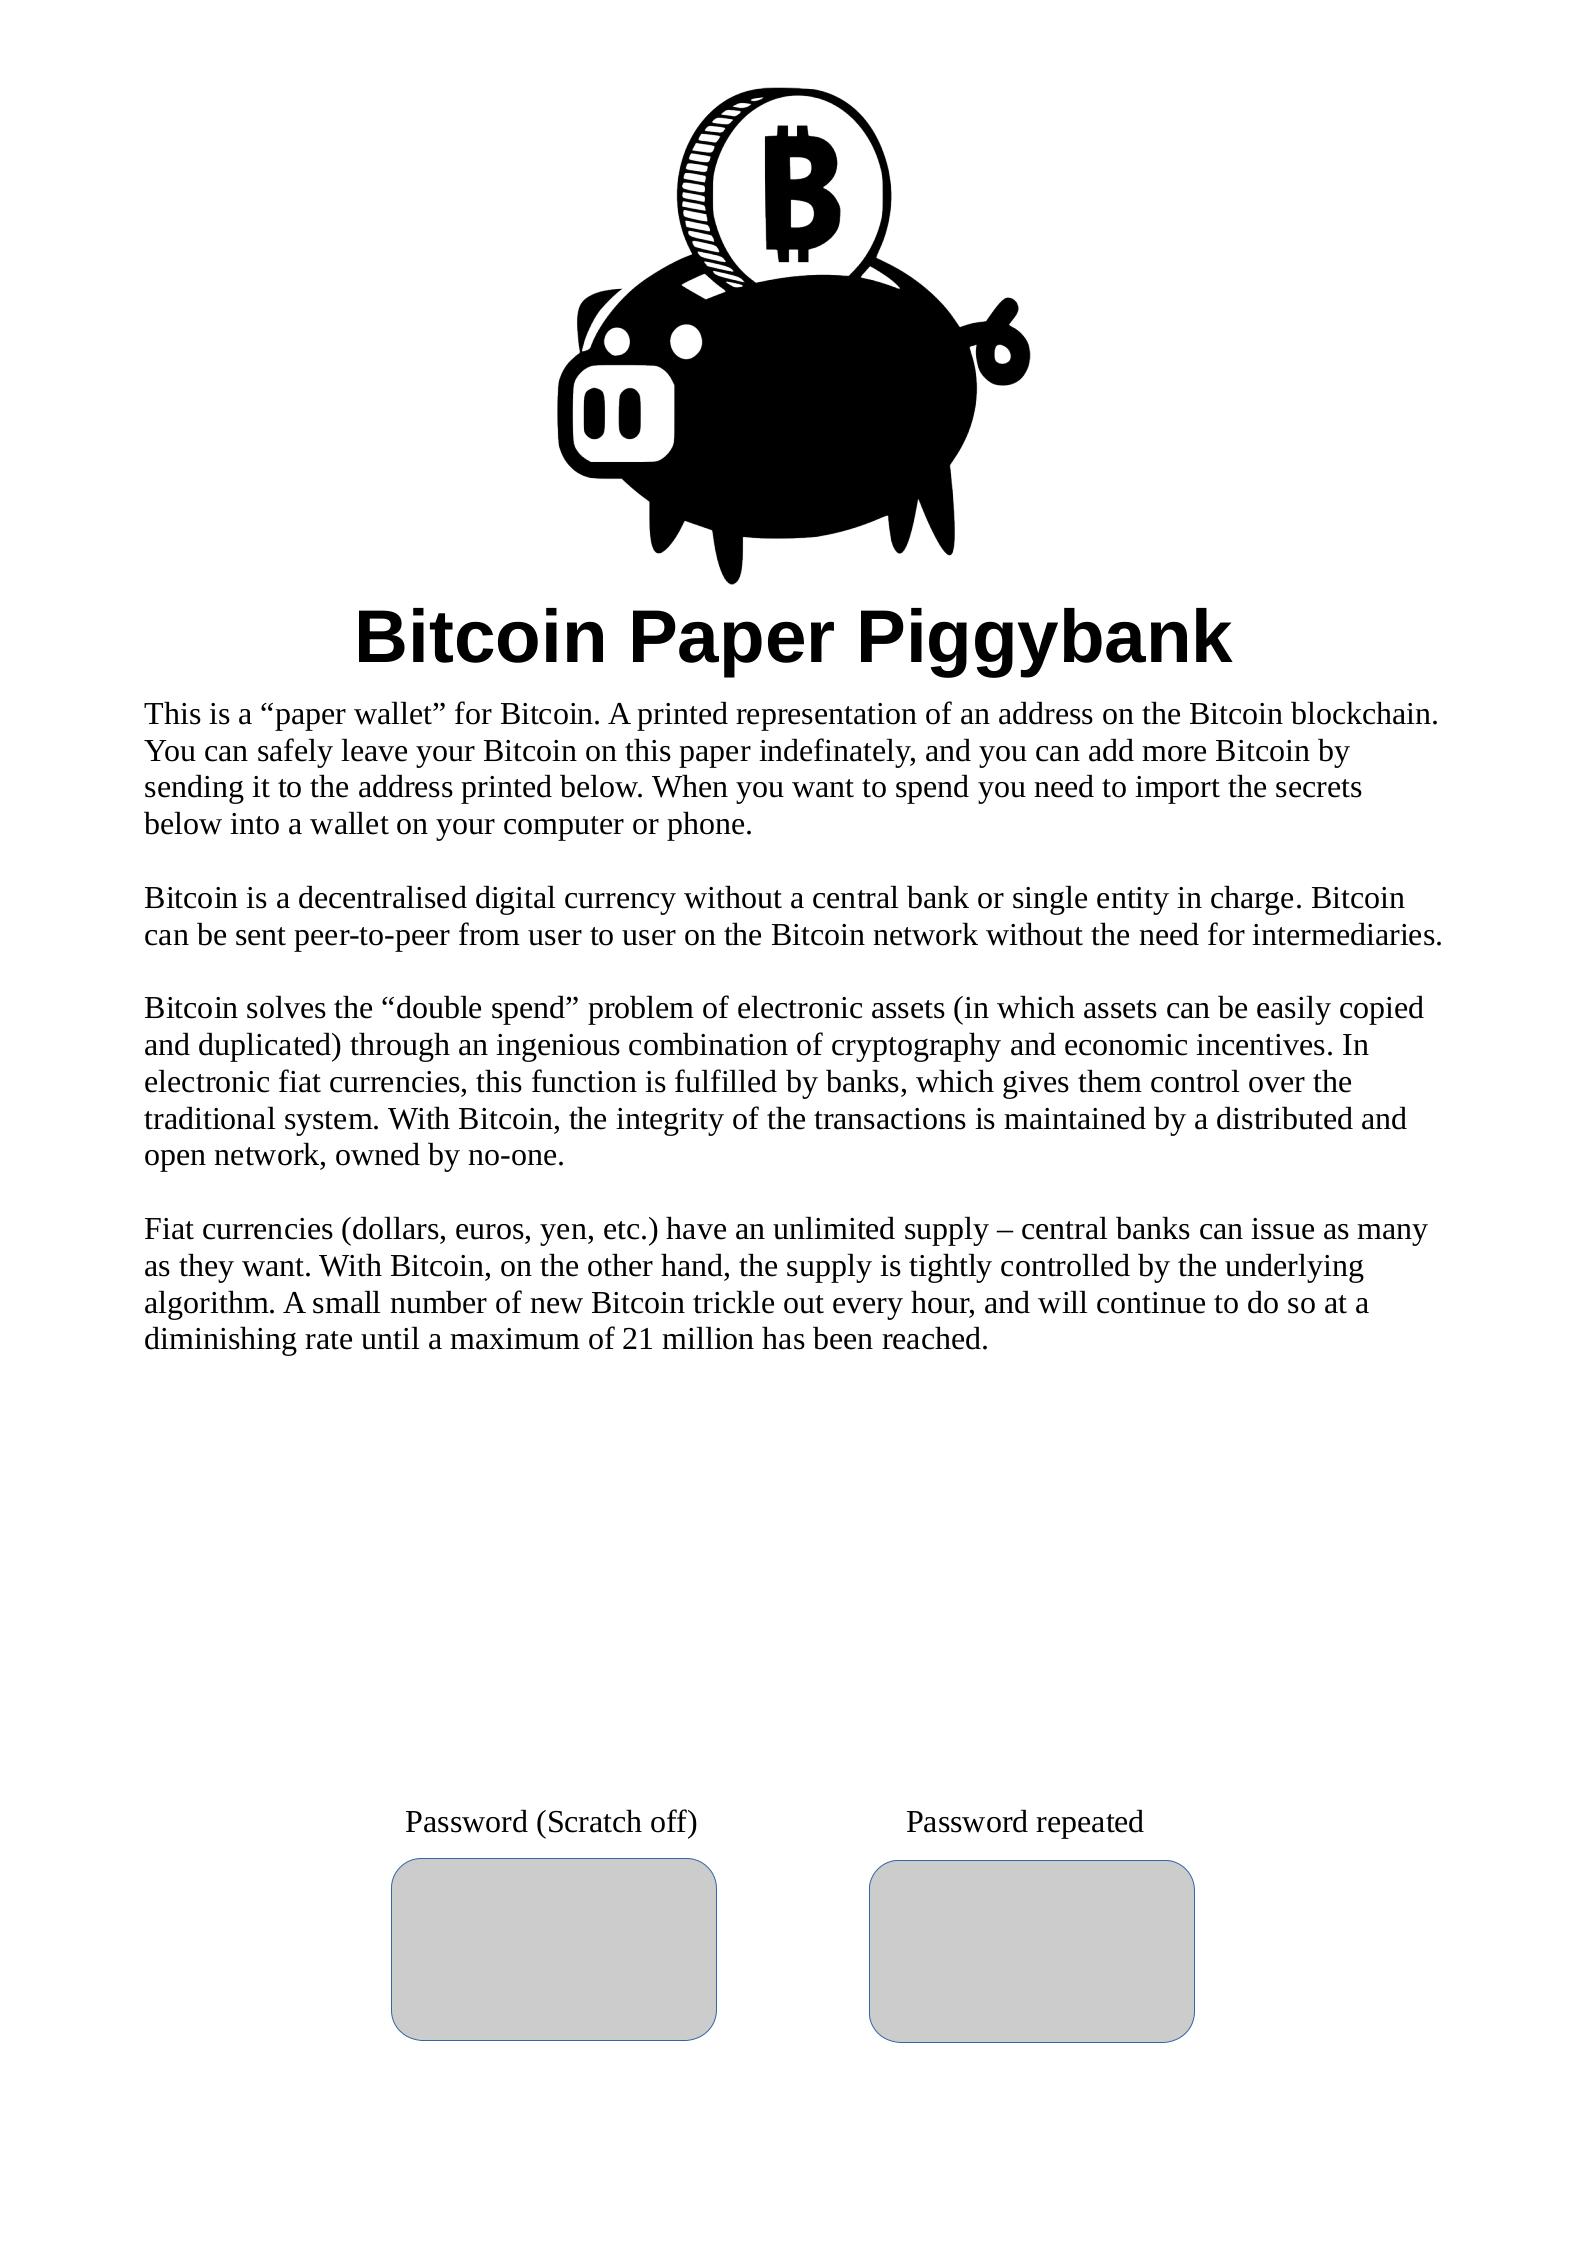 Bitcoin Paper Piggybank
This is a “paper wallet” for Bitcoin. A printed representation of an address on the Bitcoin blockchain.
You can safely leave your Bitcoin on this paper indefinately, and you can add more Bitcoin by
sending it to the address printed below. When you want to spend you need to import the secrets
below into a wallet on your computer or phone.
Bitcoin is a decentralised digital currency without a central bank or single entity in charge. Bitcoin
can be sent peer-to-peer from user to user on the Bitcoin network without the need for intermediaries.
Bitcoin solves the “double spend” problem of electronic assets (in which assets can be easily copied
and duplicated) through an ingenious combination of cryptography and economic incentives. In
electronic fiat currencies, this function is fulfilled by banks, which gives them control over the
traditional system. With Bitcoin, the integrity of the transactions is maintained by a distributed and
open network, owned by no-one.
Fiat currencies (dollars, euros, yen, etc.) have an unlimited supply – central banks can issue as many
as they want. With Bitcoin, on the other hand, the supply is tightly controlled by the underlying
algorithm. A small number of new Bitcoin trickle out every hour, and will continue to do so at a
diminishing rate until a maximum of 21 million has been reached.
Password (Scratch off) Password repeated